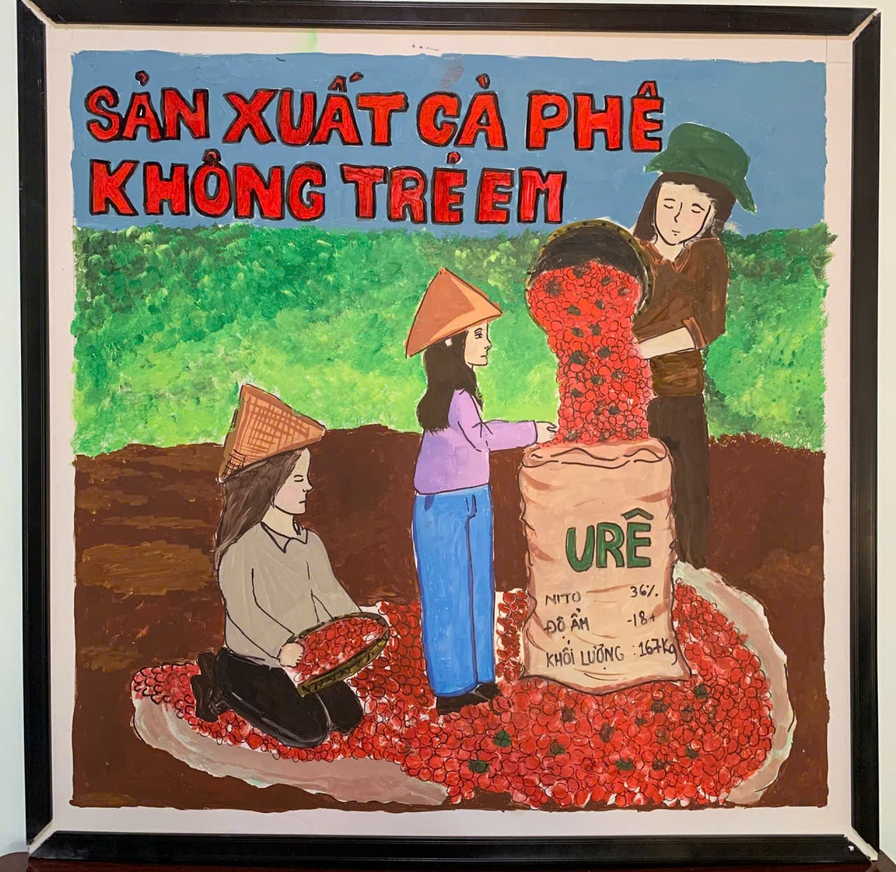 SẢN XUẤT CÀ PHÊ
KHÔNG TRẺ EM
URÊ
NITO 36%
ĐỘ ẨM -18+
KHỐI LƯỢNG : 167Kg